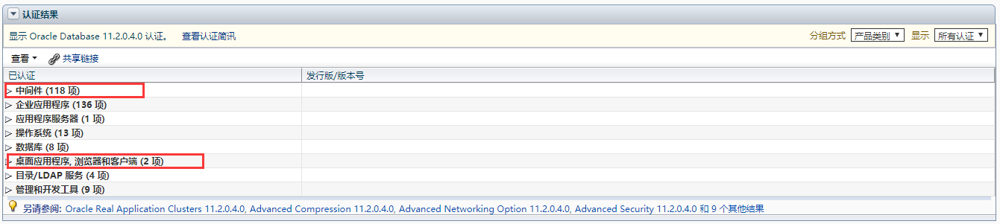 认证结果
显示 Oracle Database 11.2.0.4.0 认证。 查看认证简讯 分组方式 产品类别 显示 所有认证
查看 共享链接
已认证 发行版/版本号
中间件 (118 项)
企业应用程序 (136 项)
应用程序服务器 (1 项)
操作系统 (13 项)
数据库 (8 项)
桌面应用程序, 浏览器和客户端 (2 项)
目录/LDAP 服务 (4 项)
管理和开发工具 (9 项)
另请参阅: Oracle Real Application Clusters 11.2.0.4.0, Advanced Compression 11.2.0.4.0, Advanced Networking Option 11.2.0.4.0, Advanced Security 11.2.0.4.0 和 9 个其他结果